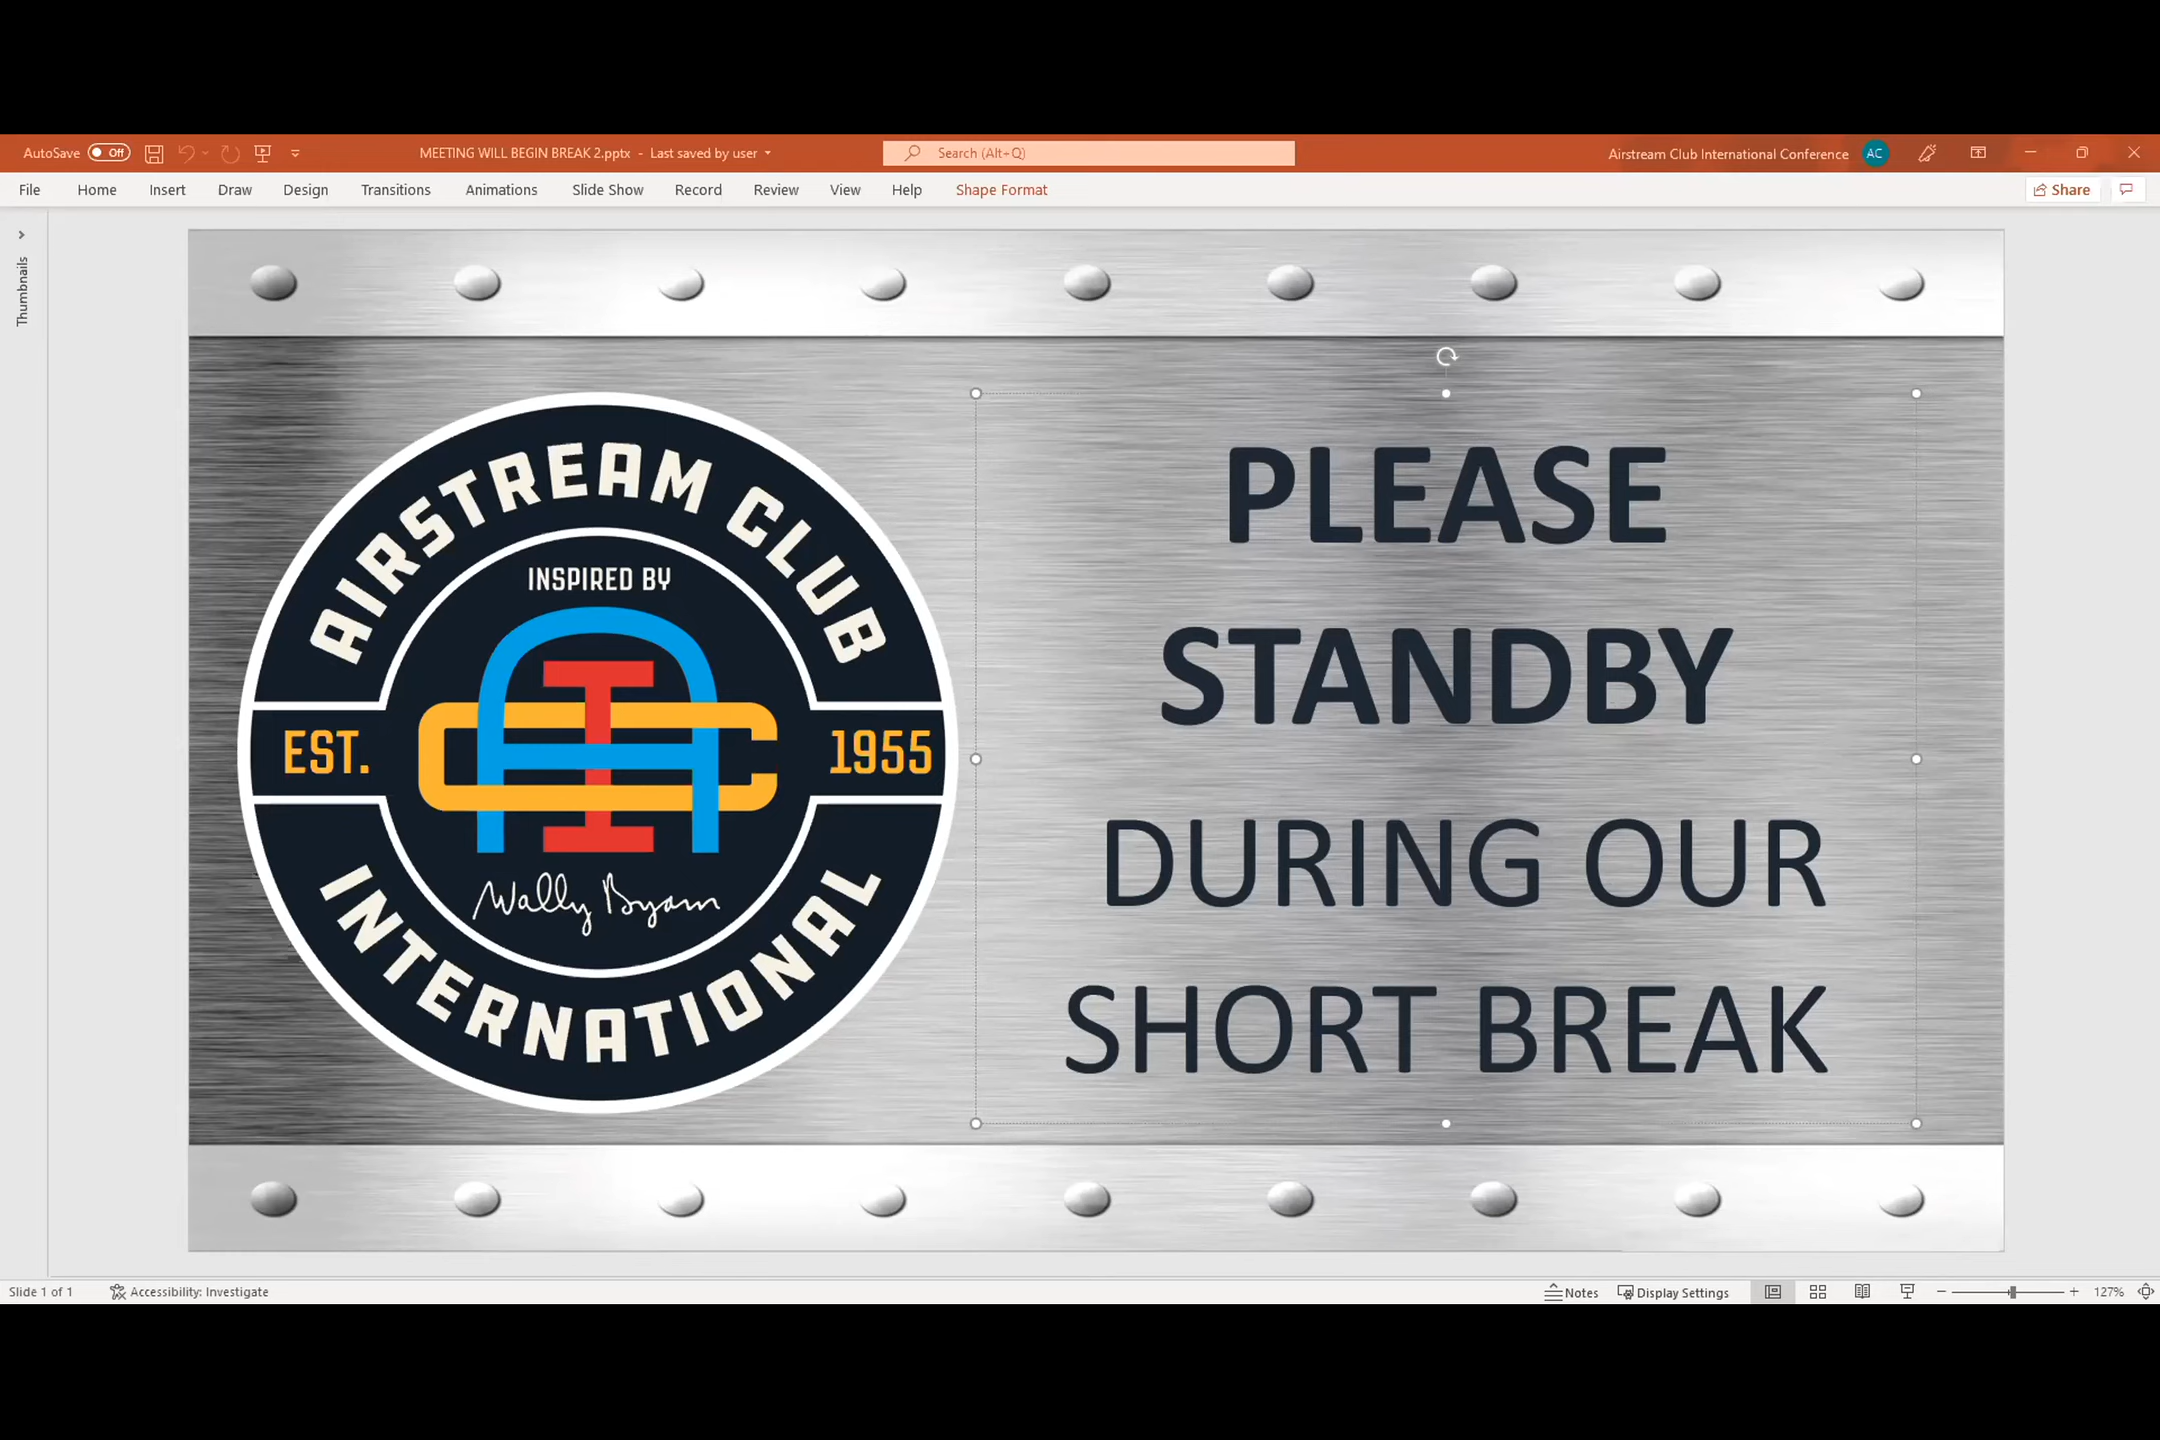 AutoSave Off MEETING WILL BEGIN BREAK 2.pptx - Last saved by user Search (Alt+Q) Airstream Club International Conference AC
File Home Insert Draw Design Transitions Animations Slide Show Record Review View Help Shape Format Share
Thumbnails
AIRSTREAM CLUB
INSPIRED BY
EST. 1955
Wally Byam
INTERNATIONAL
PLEASE
STANDBY
DURING OUR
SHORT BREAK
Slide 1 of 1 Accessibility: Investigate Notes Display Settings 127%